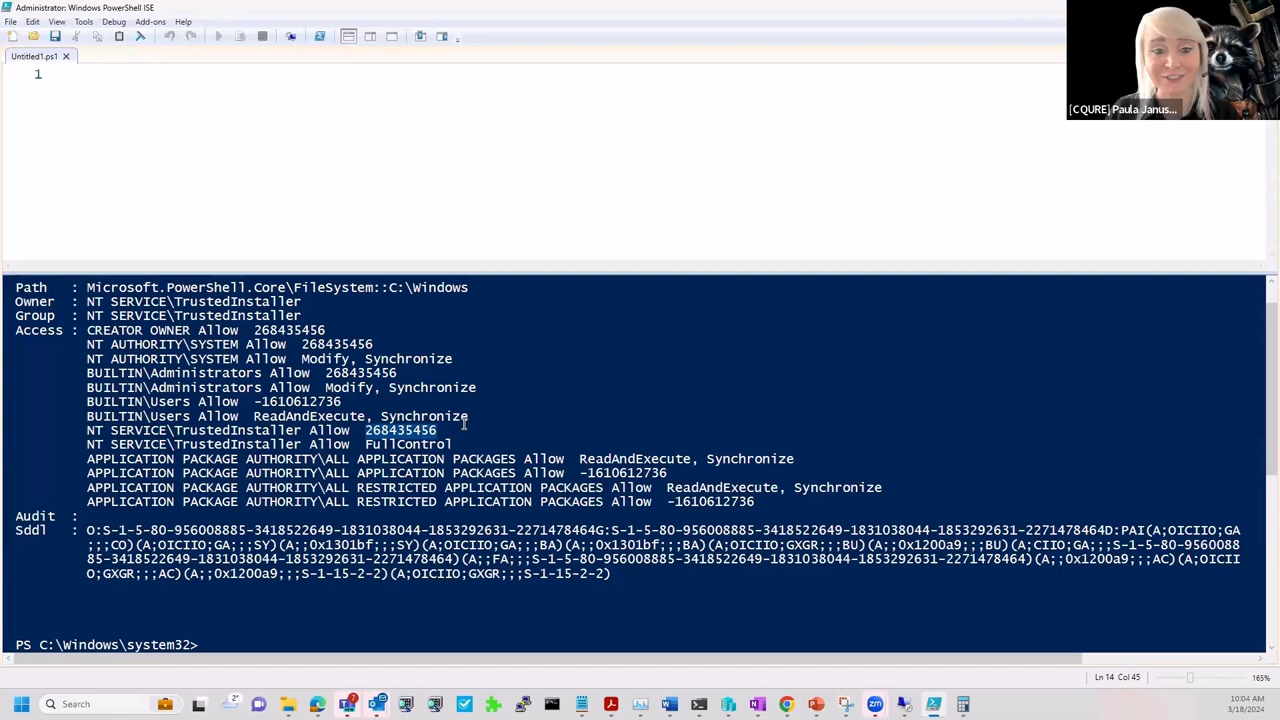 Administrator: Windows PowerShell ISE
File Edit View Tools Debug Add-ons Help
Untitled1.ps1
1
[CQURE] Paula Janus...
Path : Microsoft.PowerShell.Core\FileSystem::C:\Windows
Owner : NT SERVICE\TrustedInstaller
Group : NT SERVICE\TrustedInstaller
Access : CREATOR OWNER Allow 268435456
NT AUTHORITY\SYSTEM Allow 268435456
NT AUTHORITY\SYSTEM Allow Modify, Synchronize
BUILTIN\Administrators Allow 268435456
BUILTIN\Administrators Allow Modify, Synchronize
BUILTIN\Users Allow -1610612736
BUILTIN\Users Allow ReadAndExecute, Synchronize
NT SERVICE\TrustedInstaller Allow 268435456
NT SERVICE\TrustedInstaller Allow FullControl
APPLICATION PACKAGE AUTHORITY\ALL APPLICATION PACKAGES Allow ReadAndExecute, Synchronize
APPLICATION PACKAGE AUTHORITY\ALL APPLICATION PACKAGES Allow -1610612736
APPLICATION PACKAGE AUTHORITY\ALL RESTRICTED APPLICATION PACKAGES Allow ReadAndExecute, Synchronize
APPLICATION PACKAGE AUTHORITY\ALL RESTRICTED APPLICATION PACKAGES Allow -1610612736
Audit :
Sddl : O:S-1-5-80-956008885-3418522649-1831038044-1853292631-2271478464G:S-1-5-80-956008885-3418522649-1831038044-1853292631-2271478464D:PAI(A;OICIIO;GA
;;;CO)(A;OICIIO;GA;;;SY)(A;;0x1301bf;;;SY)(A;OICIIO;GA;;;BA)(A;;0x1301bf;;;BA)(A;OICIIO;GXGR;;;BU)(A;;0x1200a9;;;BU)(A;CIIO;GA;;;S-1-5-80-9560088
85-3418522649-1831038044-1853292631-2271478464)(A;;FA;;;S-1-5-80-956008885-3418522649-1831038044-1853292631-2271478464)(A;;0x1200a9;;;AC)(A;OICII
O;GXGR;;;AC)(A;;0x1200a9;;;S-1-15-2-2)(A;OICIIO;GXGR;;;S-1-15-2-2)
PS C:\Windows\system32>
Ln 14 Col 45 165%
Search
2°
7
10:04 AM
3/18/2024